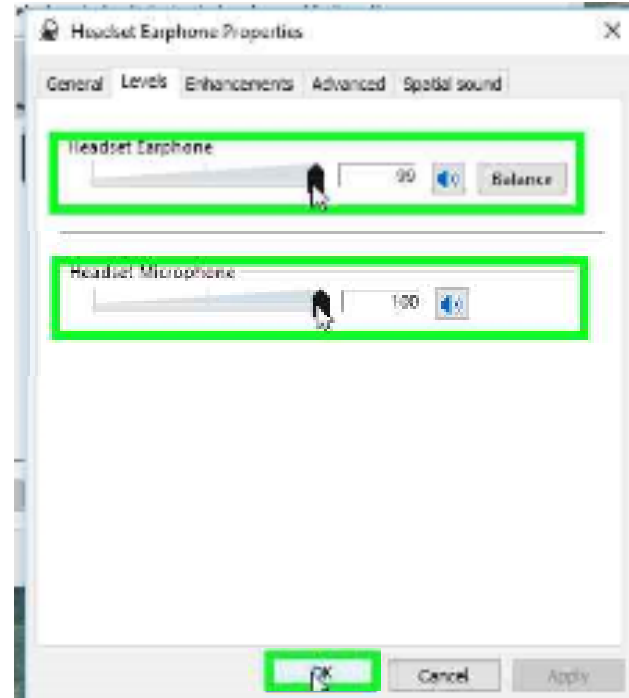 Headset Earphone Properties
General Levels Enhancements Advanced Spatial sound
Headset Earphone
99 Balance
Headset Microphone
100
OK Cancel Apply